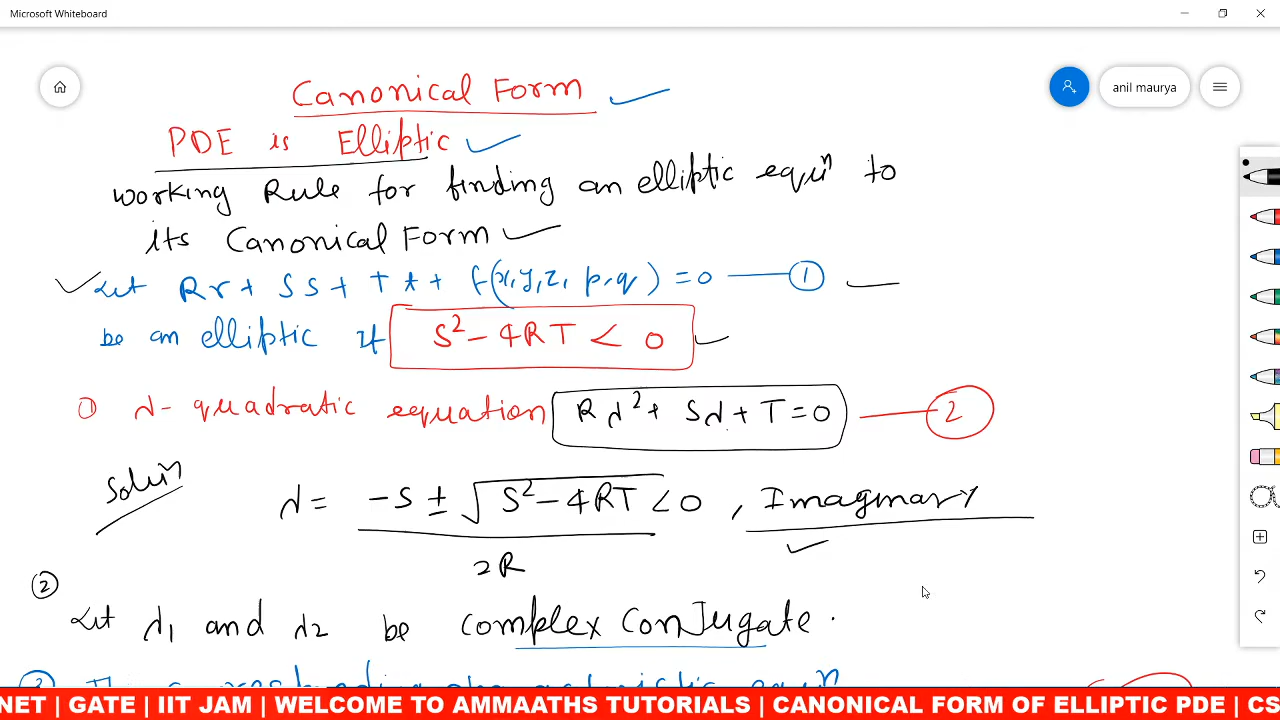 Microsoft Whiteboard
anil maurya
Canonical Form
PDE is Elliptic
Working Rule for finding an elliptic equⁿ to
its Canonical Form
Let Rr + Ss + Tt + f(x,y,z, p,q) = 0 —— ①
be an elliptic if S² - 4RT < 0
① λ- quadratic equation Rλ² + Sλ + T = 0 —— ②
Soluⁿ
λ = -S ± √S² - 4RT < 0 , Imaginary
2R
②
Let λ1 and λ2 be complex conjugate.
③
NET | GATE | IIT JAM | WELCOME TO AMMAATHS TUTORIALS | CANONICAL FORM OF ELLIPTIC PDE | CS